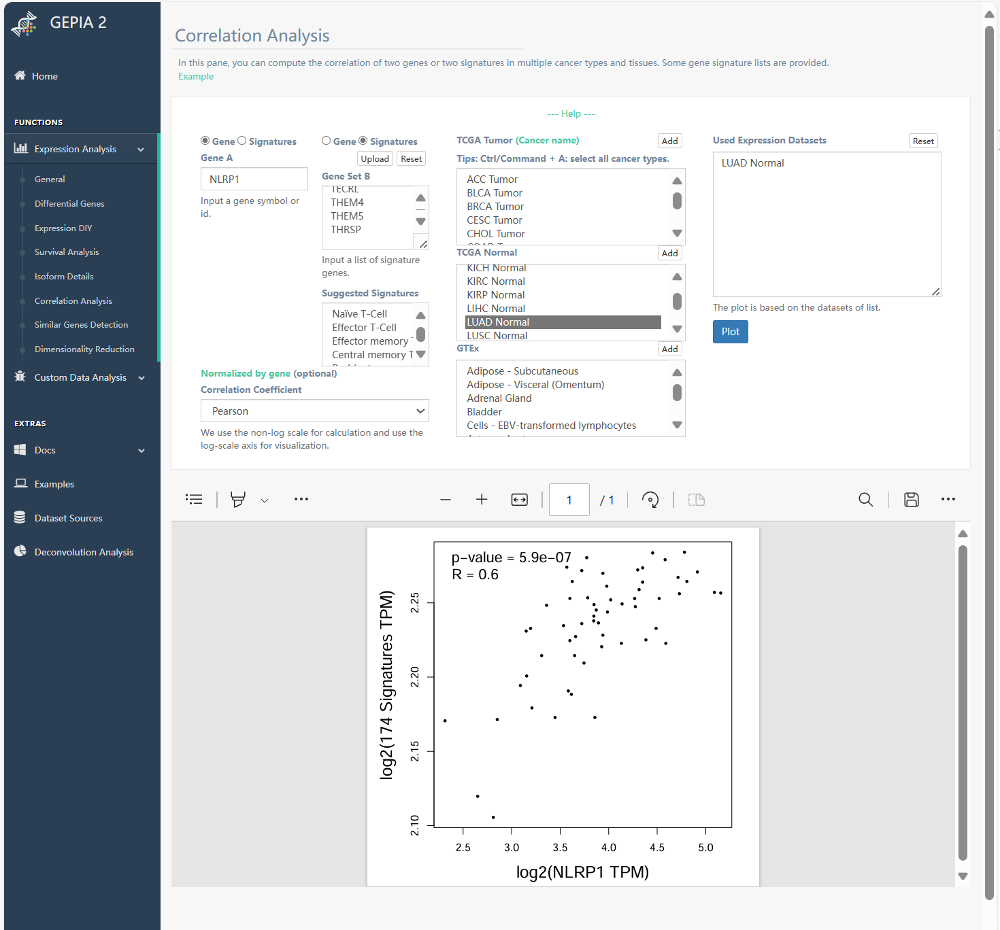 GEPIA 2
Home
FUNCTIONS
Expression Analysis
General
Differential Genes
Expression DIY
Survival Analysis
Isoform Details
Correlation Analysis
Similar Genes Detection
Dimensionality Reduction
Custom Data Analysis
EXTRAS
Docs
Examples
Dataset Sources
Deconvolution Analysis
Correlation Analysis
In this pane, you can compute the correlation of two genes or two signatures in multiple cancer types and tissues. Some gene signature lists are provided.
Example
--- Help ---
Gene Signatures
Gene A
NLRP1
Input a gene symbol or
id.
Gene Signatures
Upload Reset
Gene Set B
TECRL
THEM4
THEM5
THRSP
Input a list of signature
genes.
Suggested Signatures
Naïve T-Cell
Effector T-Cell
Effector memory
Central memory T
Normalized by gene (optional)
Correlation Coefficient
Pearson
We use the non-log scale for calculation and use the
log-scale axis for visualization.
TCGA Tumor (Cancer name) Add
Tips: Ctrl/Command + A: select all cancer types.
ACC Tumor
BLCA Tumor
BRCA Tumor
CESC Tumor
CHOL Tumor
TCGA Normal Add
KICH Normal
KIRC Normal
KIRP Normal
LIHC Normal
LUAD Normal
LUSC Normal
GTEx Add
Adipose - Subcutaneous
Adipose - Visceral (Omentum)
Adrenal Gland
Bladder
Cells - EBV-transformed lymphocytes
Used Expression Datasets Reset
LUAD Normal
The plot is based on the datasets of list.
Plot
1 / 1
p-value = 5.9e-07
R = 0.6
log2(174 Signatures TPM)
2.25
2.20
2.15
2.10
2.5 3.0 3.5 4.0 4.5 5.0
log2(NLRP1 TPM)